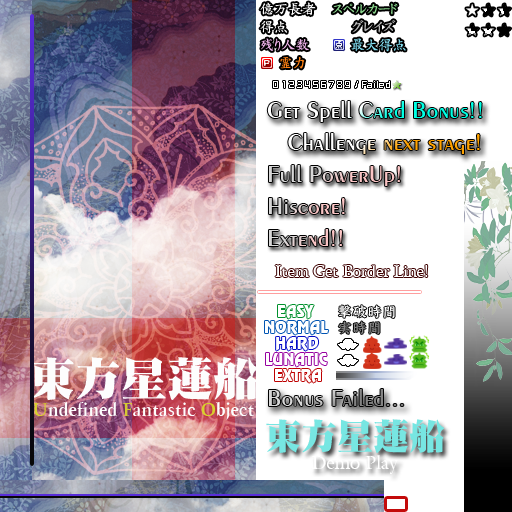 億万長者 スペルカード
得点 グレイズ
残り人数 最大得点
P 霊力
0123456789/Failed
Get Spell Card Bonus!!
Challenge next stage!
Full PowerUp!
Hiscore!
Extend!!
Item Get Border Line!
EASY 撃破時間
NORMAL 実時間
HARD
LUNATIC
EXTRA
Bonus Failed...
東方星蓮船
Undefined Fantastic Object
東方星蓮船
Demo Play